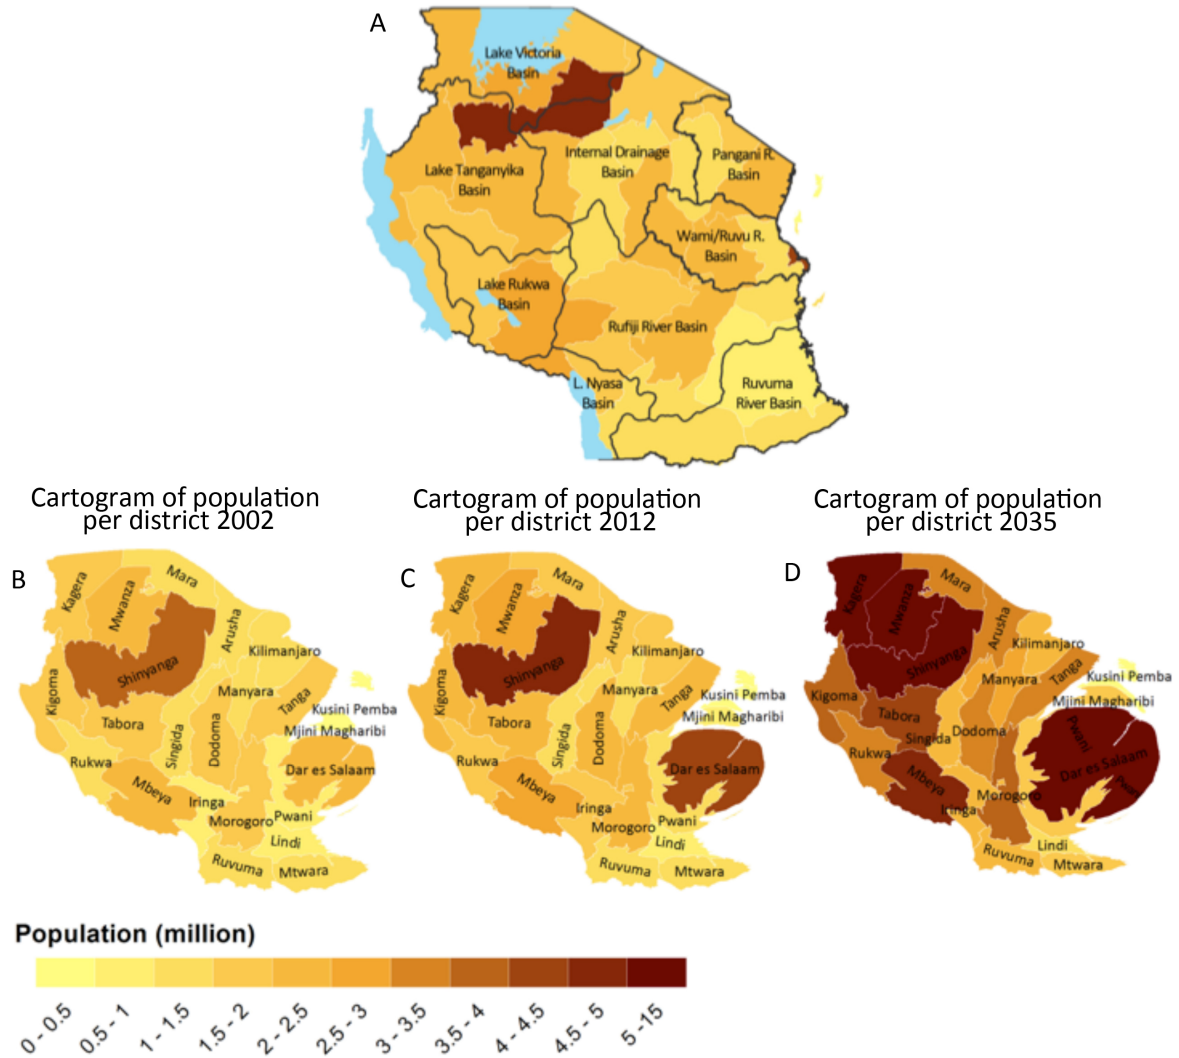 A
Lake Victoria
Basin
Internal Drainage
Basin
Pangani R.
Basin
Lake Tanganyika
Basin
Wami/Ruvu R.
Basin
Lake Rukwa
Basin
Rufiji River Basin
L. Nyasa
Basin
Ruvuma
River Basin
Cartogram of population
per district 2002
Cartogram of population
per district 2012
Cartogram of population
per district 2035
B
Kagera
Mwanza
Mara
Arusha
Shinyanga
Kilimanjaro
Kigoma
Manyara
Tanga
Kusini Pemba
Tabora
Singida
Dodoma
Mjini Magharibi
Rukwa
Dar es Salaam
Mbeya
Iringa
Morogoro
Pwani
Lindi
Ruvuma
Mtwara
C
Kagera
Mwanza
Mara
Arusha
Shinyanga
Kilimanjaro
Kigoma
Manyara
Tanga
Kusini Pemba
Tabora
Singida
Dodoma
Mjini Magharibi
Rukwa
Dar es Salaam
Mbeya
Iringa
Morogoro
Pwani
Lindi
Ruvuma
Mtwara
D
Kagera
Mwanza
Mara
Arusha
Shinyanga
Kilimanjaro
Kigoma
Manyara
Tanga
Kusini Pemba
Mjini Magharibi
Tabora
Singida
Dodoma
Pwani
Rukwa
Dar es Salaam
Mbeya
Pwani
Iringa
Morogoro
Lindi
Ruvuma
Mtwara
Population (million)
0 - 0.5
0.5 - 1
1 - 1.5
1.5 - 2
2 - 2.5
2.5 - 3
3 - 3.5
3.5 - 4
4 - 4.5
4.5 - 5
5 -15